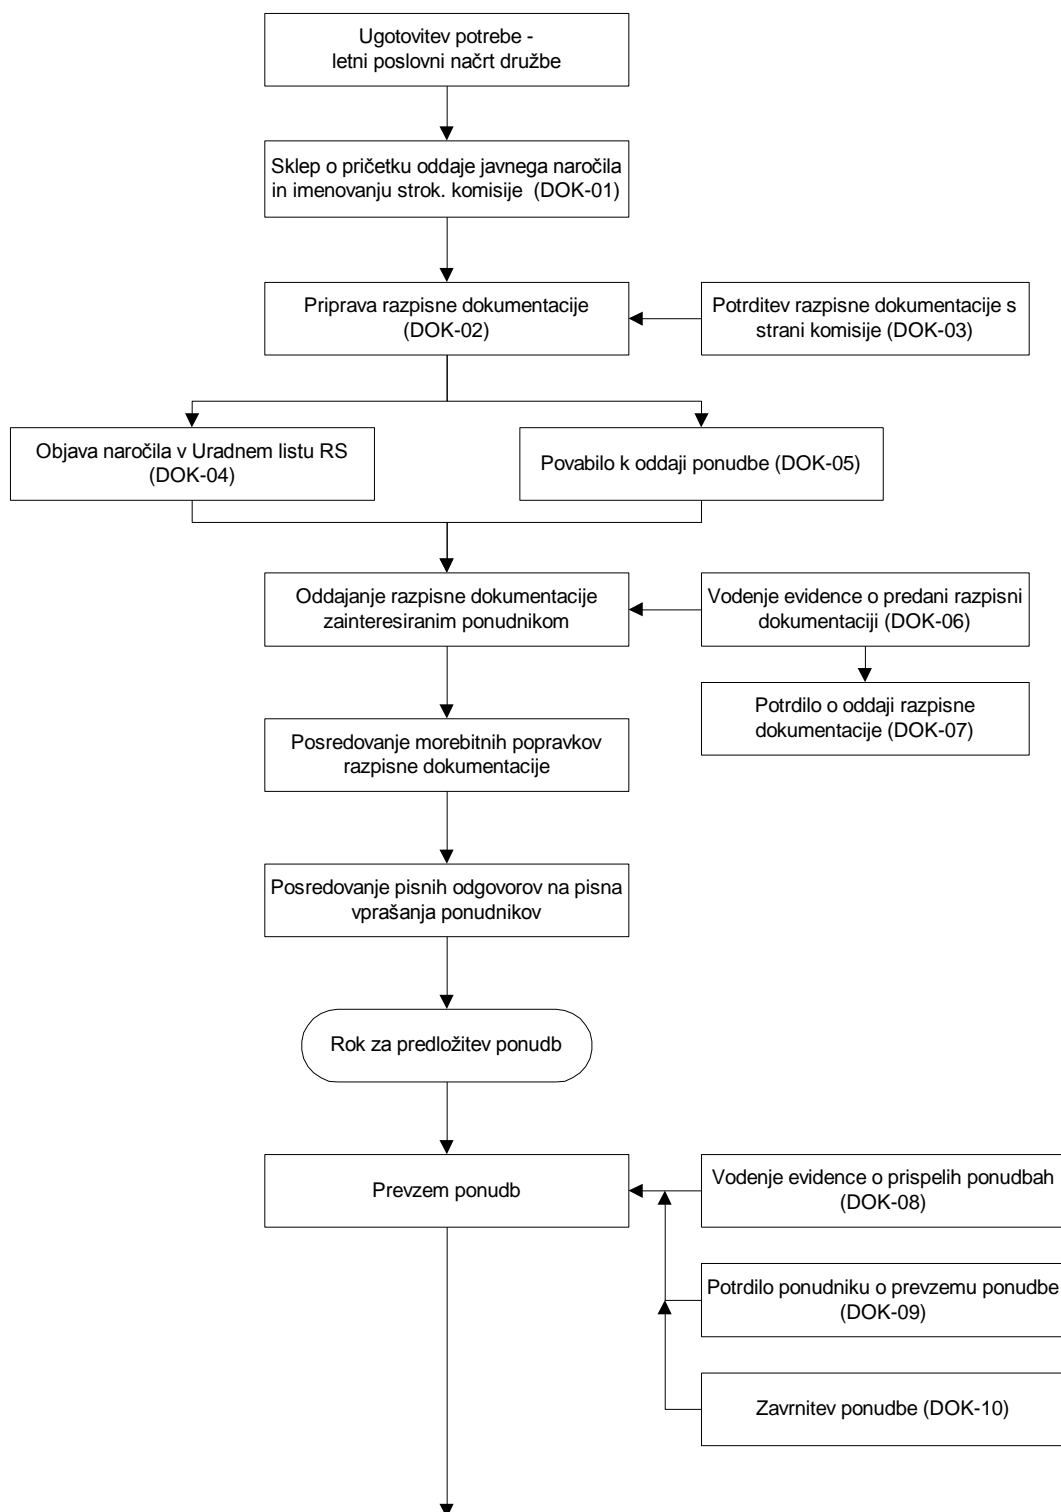 Ugotovitev potrebe -
letni poslovni načrt družbe
Sklep o pričetku oddaje javnega naročila
in imenovanju strok. komisije (DOK-01)
Priprava razpisne dokumentacije
(DOK-02)
Potrditev razpisne dokumentacije s
strani komisije (DOK-03)
Objava naročila v Uradnem listu RS
(DOK-04)
Povabilo k oddaji ponudbe (DOK-05)
Oddajanje razpisne dokumentacije
zainteresiranim ponudnikom
Vodenje evidence o predani razpisni
dokumentaciji (DOK-06)
Potrdilo o oddaji razpisne
dokumentacije (DOK-07)
Posredovanje morebitnih popravkov
razpisne dokumentacije
Posredovanje pisnih odgovorov na pisna
vprašanja ponudnikov
Rok za predložitev ponudb
Prevzem ponudb
Vodenje evidence o prispelih ponudbah
(DOK-08)
Potrdilo ponudniku o prevzemu ponudbe
(DOK-09)
Zavrnitev ponudbe (DOK-10)